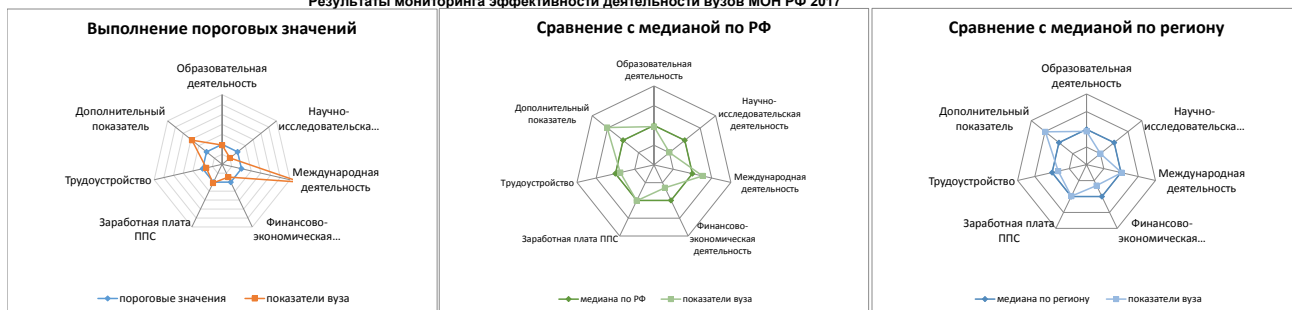 Результаты мониторинга эффективности деятельности вузов МОН РФ 2017
Выполнение пороговых значений
Образовательная
деятельность
Научно-
исследовательска...
Международная
деятельность
Финансово-
экономическая...
Заработная плата
ППС
Трудоустройство
Дополнительный
показатель
пороговые значения
показатели вуза
Сравнение с медианой по РФ
Образовательная
деятельность
Научно-
исследовательская
деятельность
Международная
деятельность
Финансово-
экономическая
деятельность
Заработная плата ППС
Трудоустройство
Дополнительный
показатель
медиана по РФ
показатели вуза
Сравнение с медианой по региону
Образовательная
деятельность
Научно-
исследовательска...
Международная
деятельность
Финансово-
экономическая...
Заработная плата
ППС
Трудоустройство
Дополнительный
показатель
медиана по региону
показатели вуза